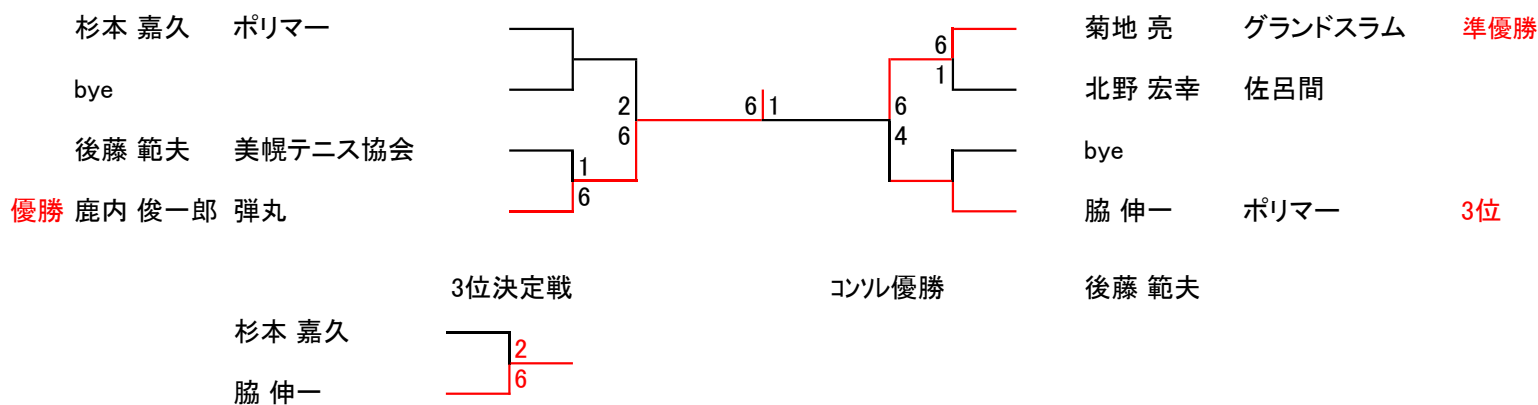 杉本 嘉久 ポリマー 菊地 亮 グランドスラム 準優勝
6
1
bye 北野 宏幸 佐呂間
2 6 1 6
6 4
後藤 範夫 美幌テニス協会 bye
1
6
優勝 鹿内 俊一郎 弾丸 脇 伸一 ポリマー 3位
3位決定戦 コンソル優勝 後藤 範夫
杉本 嘉久
2
6
脇 伸一